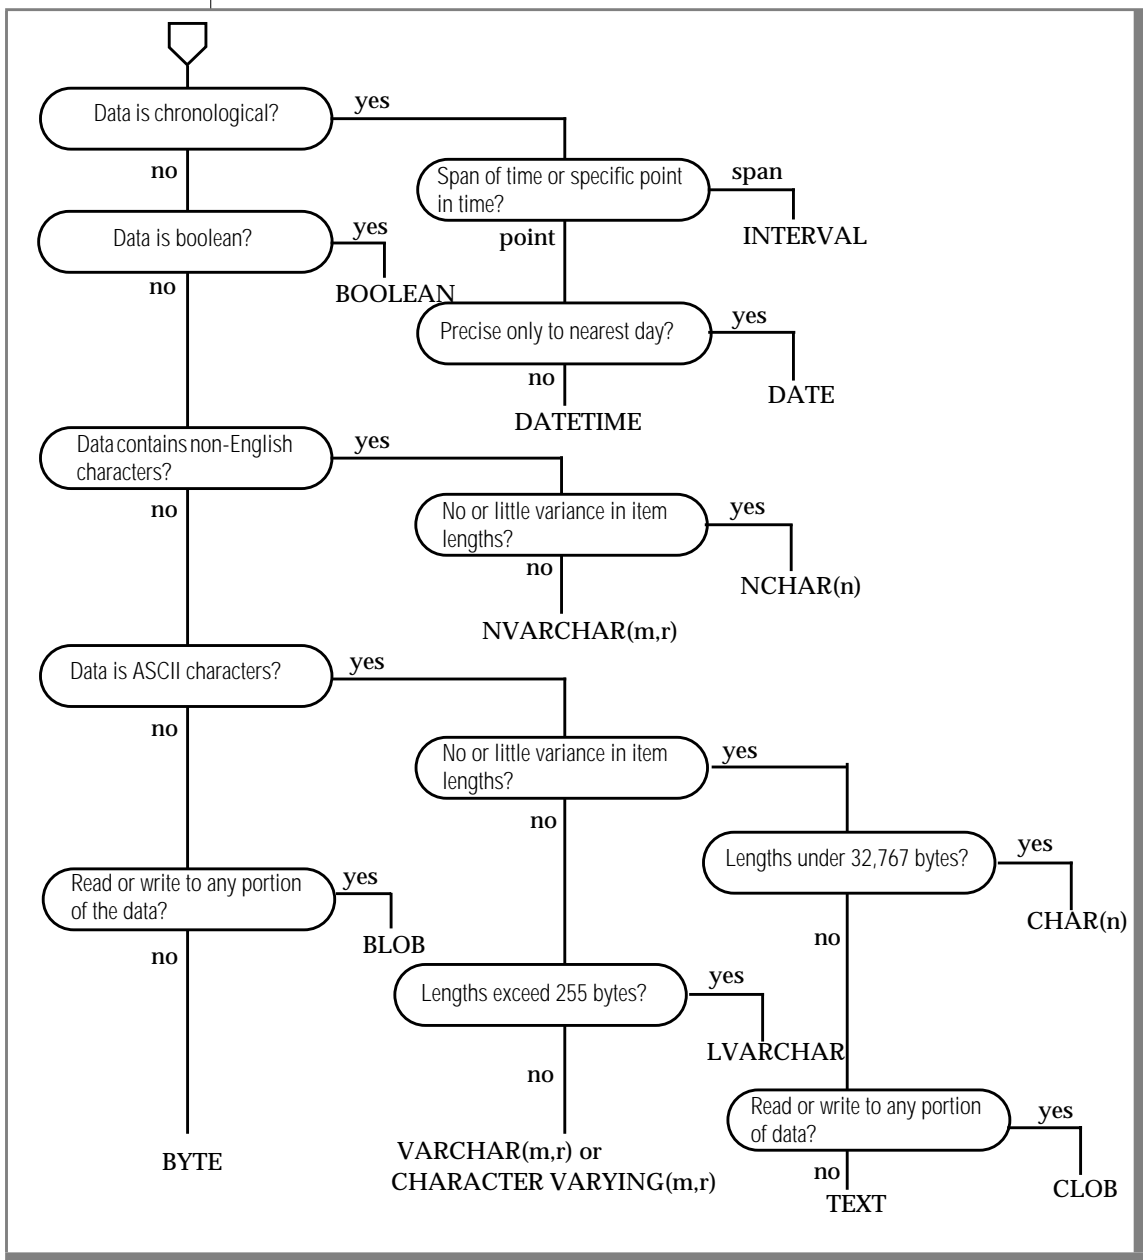 Data is chronological?
yes
no
Span of time or specific point
in time?
span
INTERVAL
point
Data is boolean?
yes
BOOLEAN
no
Precise only to nearest day?
yes
DATE
no
DATETIME
Data contains non-English
characters?
yes
no
No or little variance in item
lengths?
yes
NCHAR(n)
no
NVARCHAR(m,r)
Data is ASCII characters?
yes
no
No or little variance in item
lengths?
yes
no
Lengths under 32,767 bytes?
yes
CHAR(n)
no
Read or write to any portion
of the data?
yes
BLOB
no
Lengths exceed 255 bytes?
yes
LVARCHAR
no
Read or write to any portion
of data?
yes
CLOB
no
TEXT
BYTE
VARCHAR(m,r) or
CHARACTER VARYING(m,r)